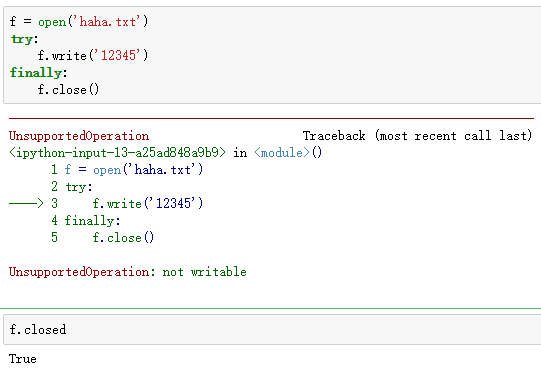 f = open('haha.txt')
try:
    f.write('12345')
finally:
    f.close()
UnsupportedOperation                      Traceback (most recent call last)
<ipython-input-13-a25ad848a9b9> in <module>()
      1 f = open('haha.txt')
      2 try:
----> 3     f.write('12345')
      4 finally:
      5     f.close()
UnsupportedOperation: not writable
f.closed
True